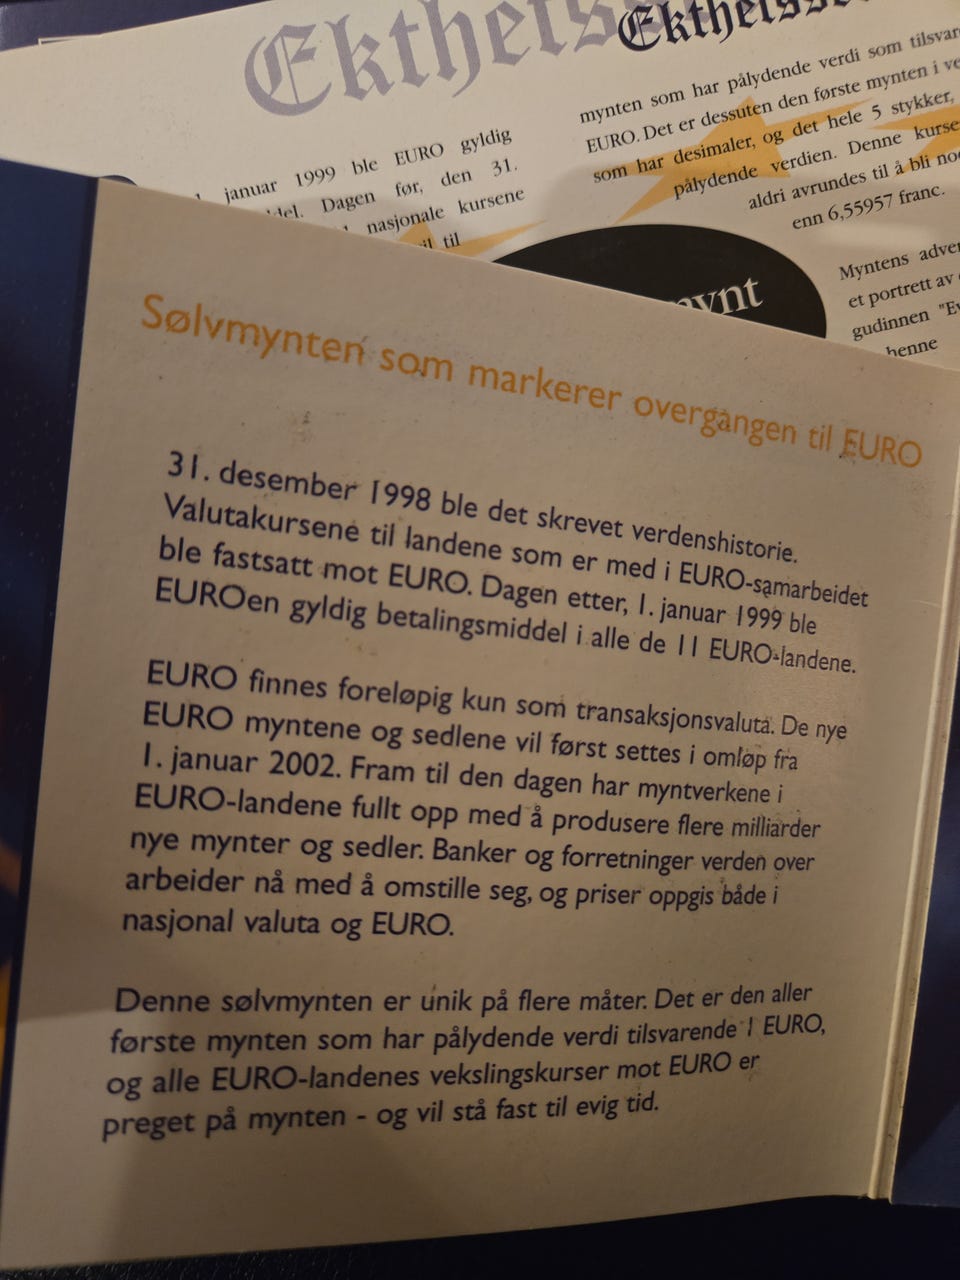 Ekthets
Ekthetsse
januar 1999 ble EURO gyldig
Dagen før, den 31.
nasjonale kursene
til
mynten som har pålydende verdi som
EURO. Det er dessuten den første mynten i
som har desimaler, og det hele 5 stykker,
pålydende verdien. Denne
aldri avrundes til å bli
enn 6,55957 franc.
Myntens
et portrett av
gudinnen
henne
Sølvmynten som markerer overgangen til EURO
31. desember 1998 ble det skrevet verdenshistorie.
Valutakursene til landene som er med i EURO-samarbeidet
ble fastsatt mot EURO. Dagen etter, 1. januar 1999 ble
EUROen gyldig betalingsmiddel i alle de 11 EURO-landene.
EURO finnes foreløpig kun som transaksjonsvaluta. De nye
EURO myntene og sedlene vil først settes i omløp fra
1. januar 2002. Fram til den dagen har myntverkene i
EURO-landene fullt opp med å produsere flere milliarder
nye mynter og sedler. Banker og forretninger verden over
arbeider nå med å omstille seg, og priser oppgis både i
nasjonal valuta og EURO.
Denne sølvmynten er unik på flere måter. Det er den aller
første mynten som har pålydende verdi tilsvarende 1 EURO,
og alle EURO-landenes vekslingskurser mot EURO er
preget på mynten - og vil stå fast til evig tid.